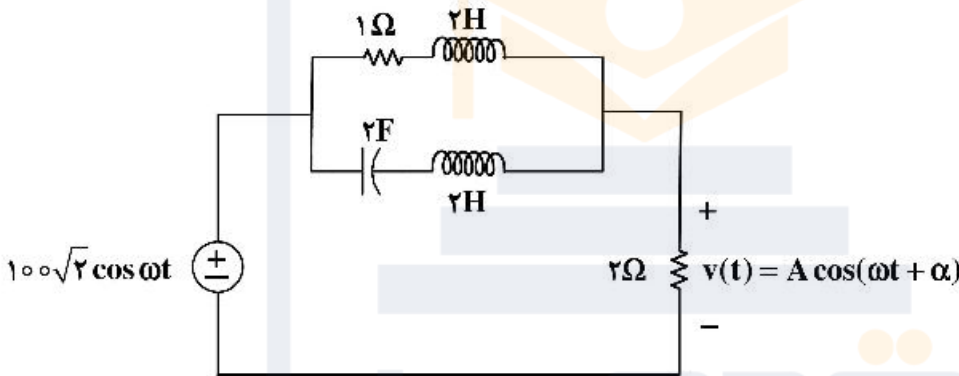 ۱Ω
۲H
۲F
۲H
۱۰۰√۲ cos ωt
۲Ω
+
v(t) = A cos(ωt + α)
−